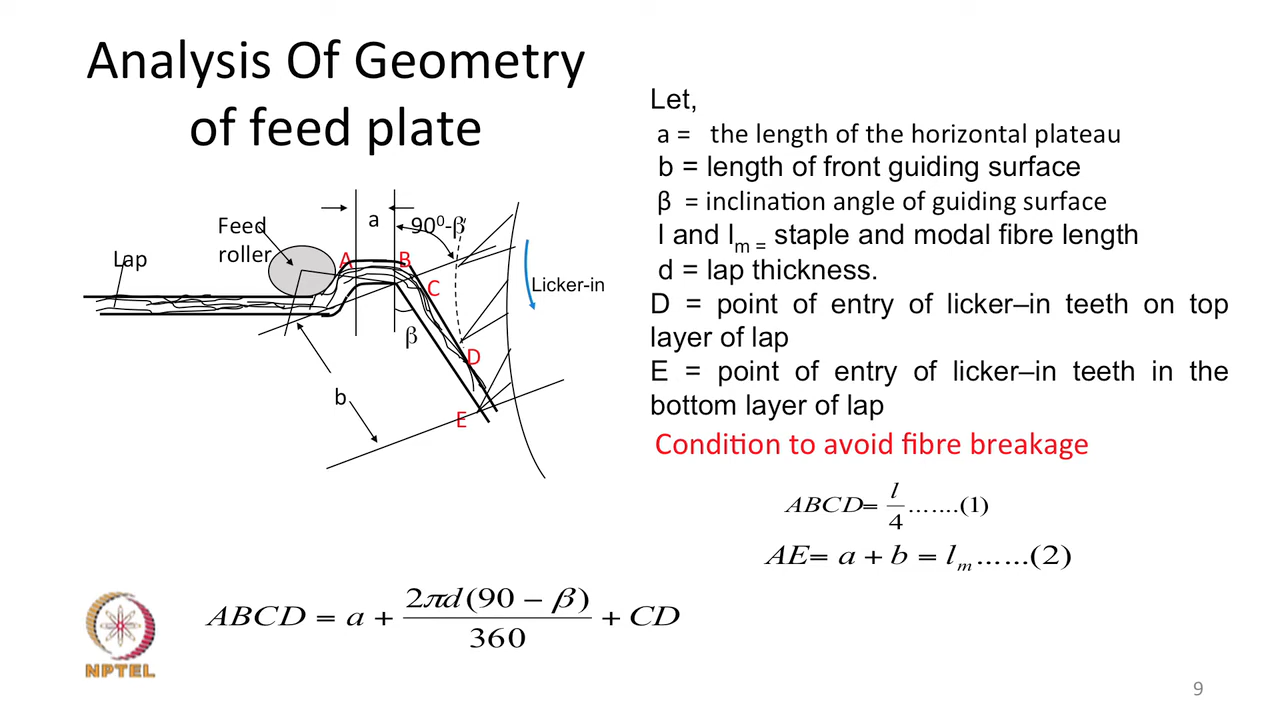 Analysis Of Geometry
of feed plate
Let,
a = the length of the horizontal plateau
b = length of front guiding surface
β = inclination angle of guiding surface
l and lm = staple and modal fibre length
d = lap thickness.
D = point of entry of licker–in teeth on top
layer of lap
E = point of entry of licker–in teeth in the
bottom layer of lap
Condition to avoid fibre breakage
ABCD= l/4 .......(1)
AE= a + b = lm ......(2)
Feed
roller
Lap
A
a
B
90⁰-β
C
Licker-in
β
D
b
E
ABCD = a + 2πd(90 − β)/360 + CD
NPTEL
9